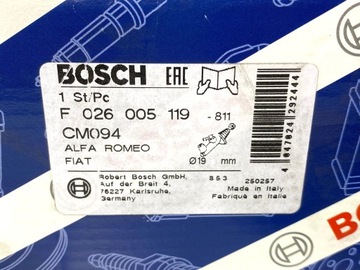 BOSCH EAC
1 St/Pc
F 026 005 119 -811
CM094
ALFA ROMEO
FIAT
Ø19 mm
Robert Bosch GmbH, 853 250257
Auf der Breit 4, Made in Italy
76227 Karlsruhe, Fabriqué en Italie
Germany
4 047024 292444
BOS